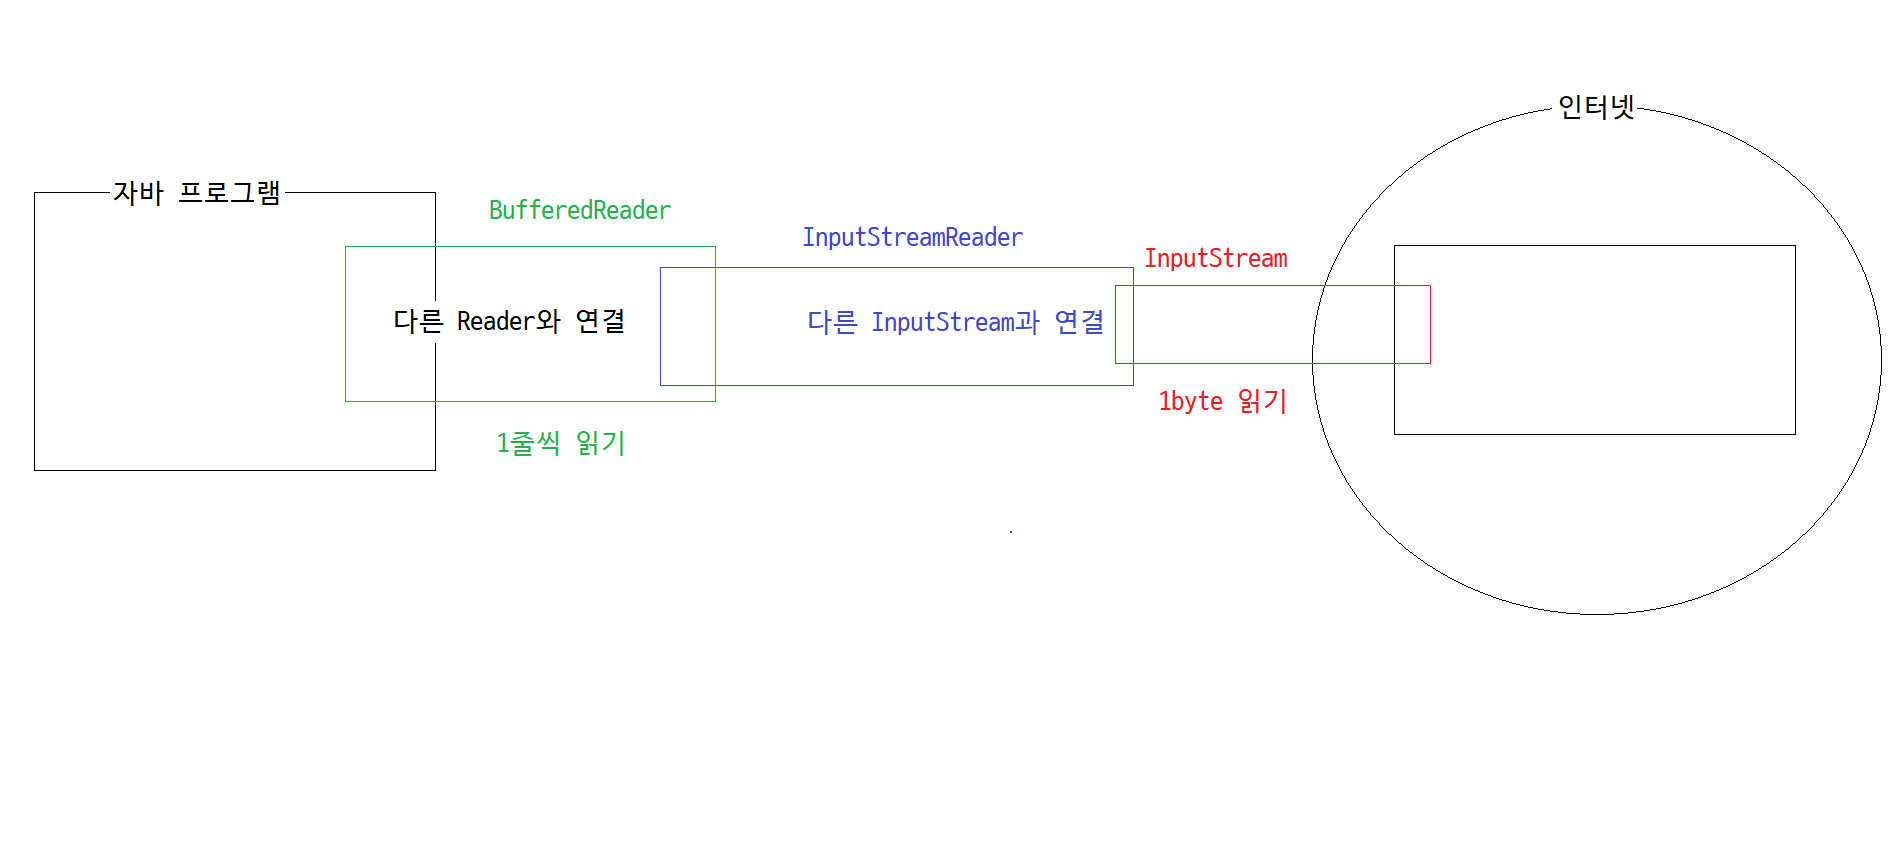 인터넷
자바 프로그램
BufferedReader
InputStreamReader
InputStream
다른 Reader와 연결
다른 InputStream과 연결
1byte 읽기
1줄씩 읽기